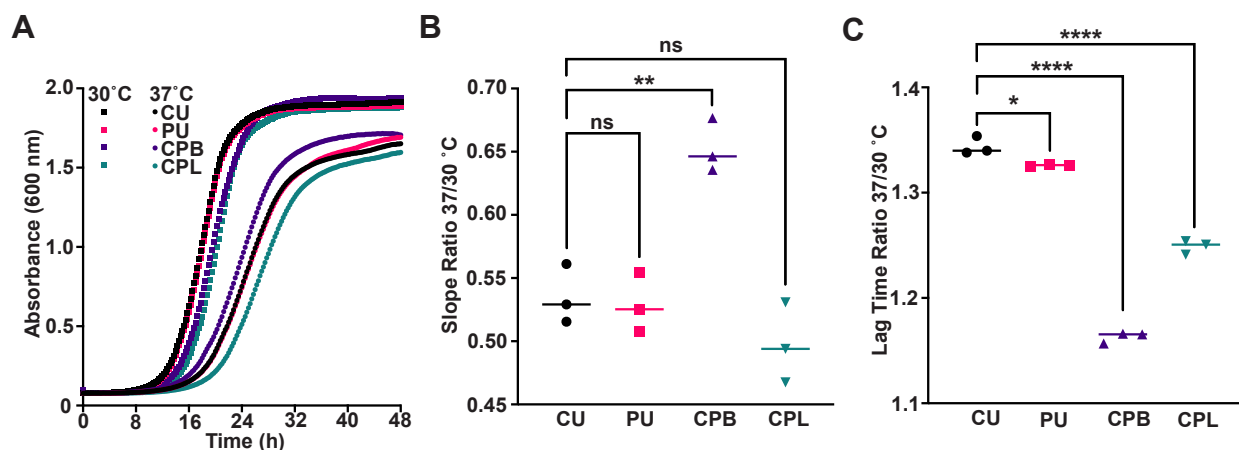 A
Absorbance (600 nm)
2.0
1.5
1.0
0.5
0
0
8
16
24
32
40
48
Time (h)
30˚C 37˚C
CU
PU
CPB
CPL
B
Slope Ratio 37/30 ˚C
0.70
0.65
0.60
0.55
0.50
0.45
ns
**
ns
CU PU CPB CPL
C
Lag Time Ratio 37/30 ˚C
1.4
1.3
1.2
1.1
****
****
*
CU PU CPB CPL